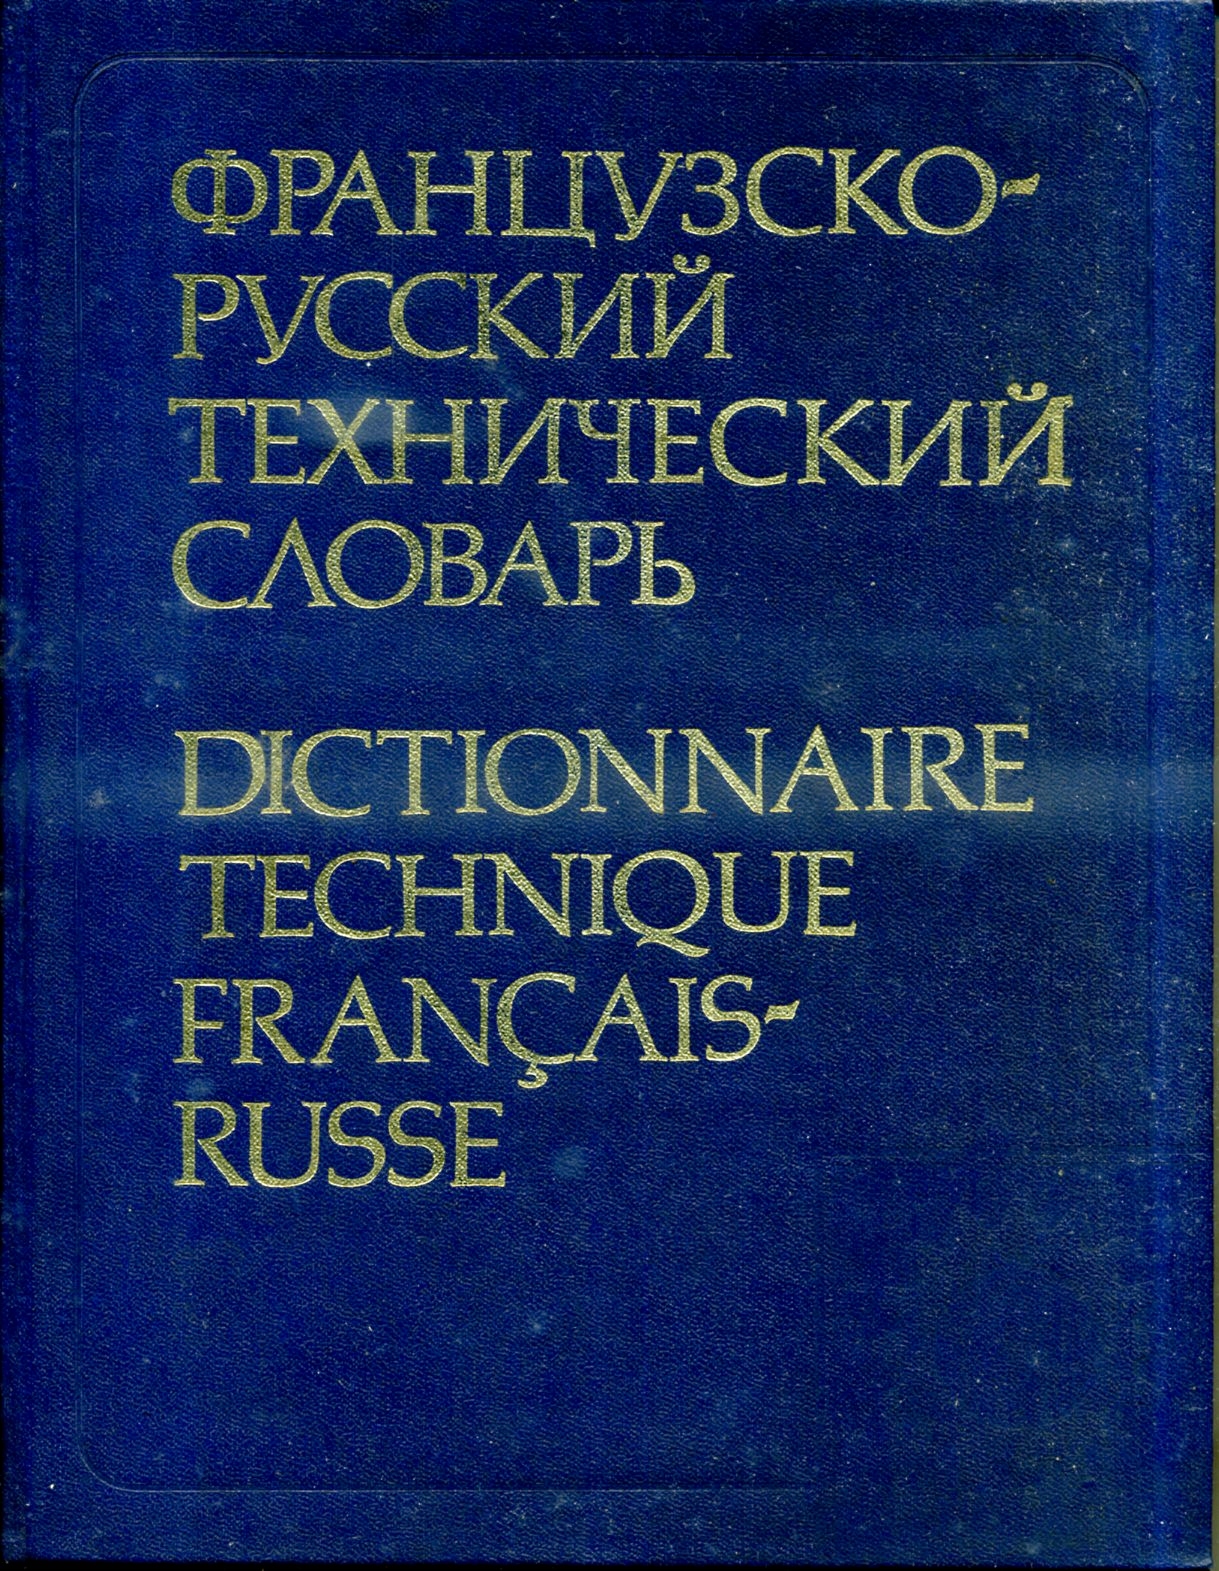 ФРАНЦУЗСКО-
РУССКИЙ
ТЕХНИЧЕСКИЙ
СЛОВАРЬ
DICTIONNAIRE
TECHNIQUE
FRANÇAIS-
RUSSE